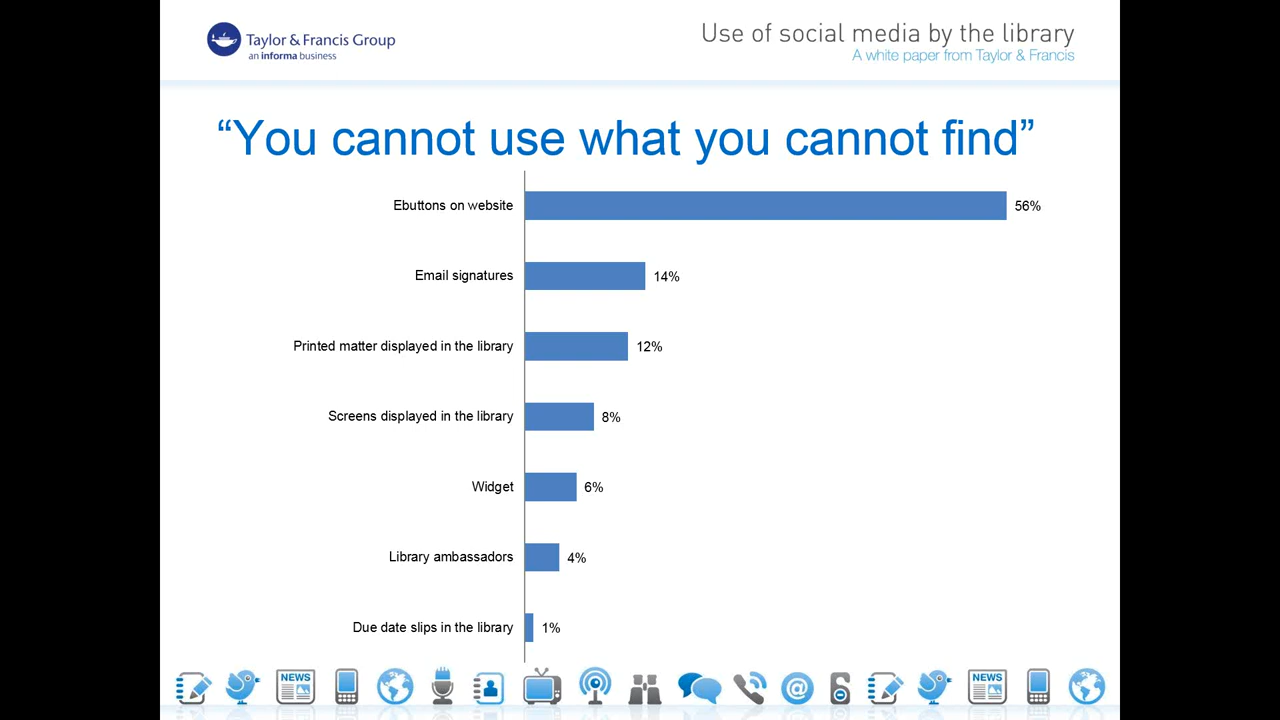 Taylor & Francis Group
an informa business
Use of social media by the library
A white paper from Taylor & Francis
“You cannot use what you cannot find”
Ebuttons on website 56%
Email signatures 14%
Printed matter displayed in the library 12%
Screens displayed in the library 8%
Widget 6%
Library ambassadors 4%
Due date slips in the library 1%
NEWS @ NEWS